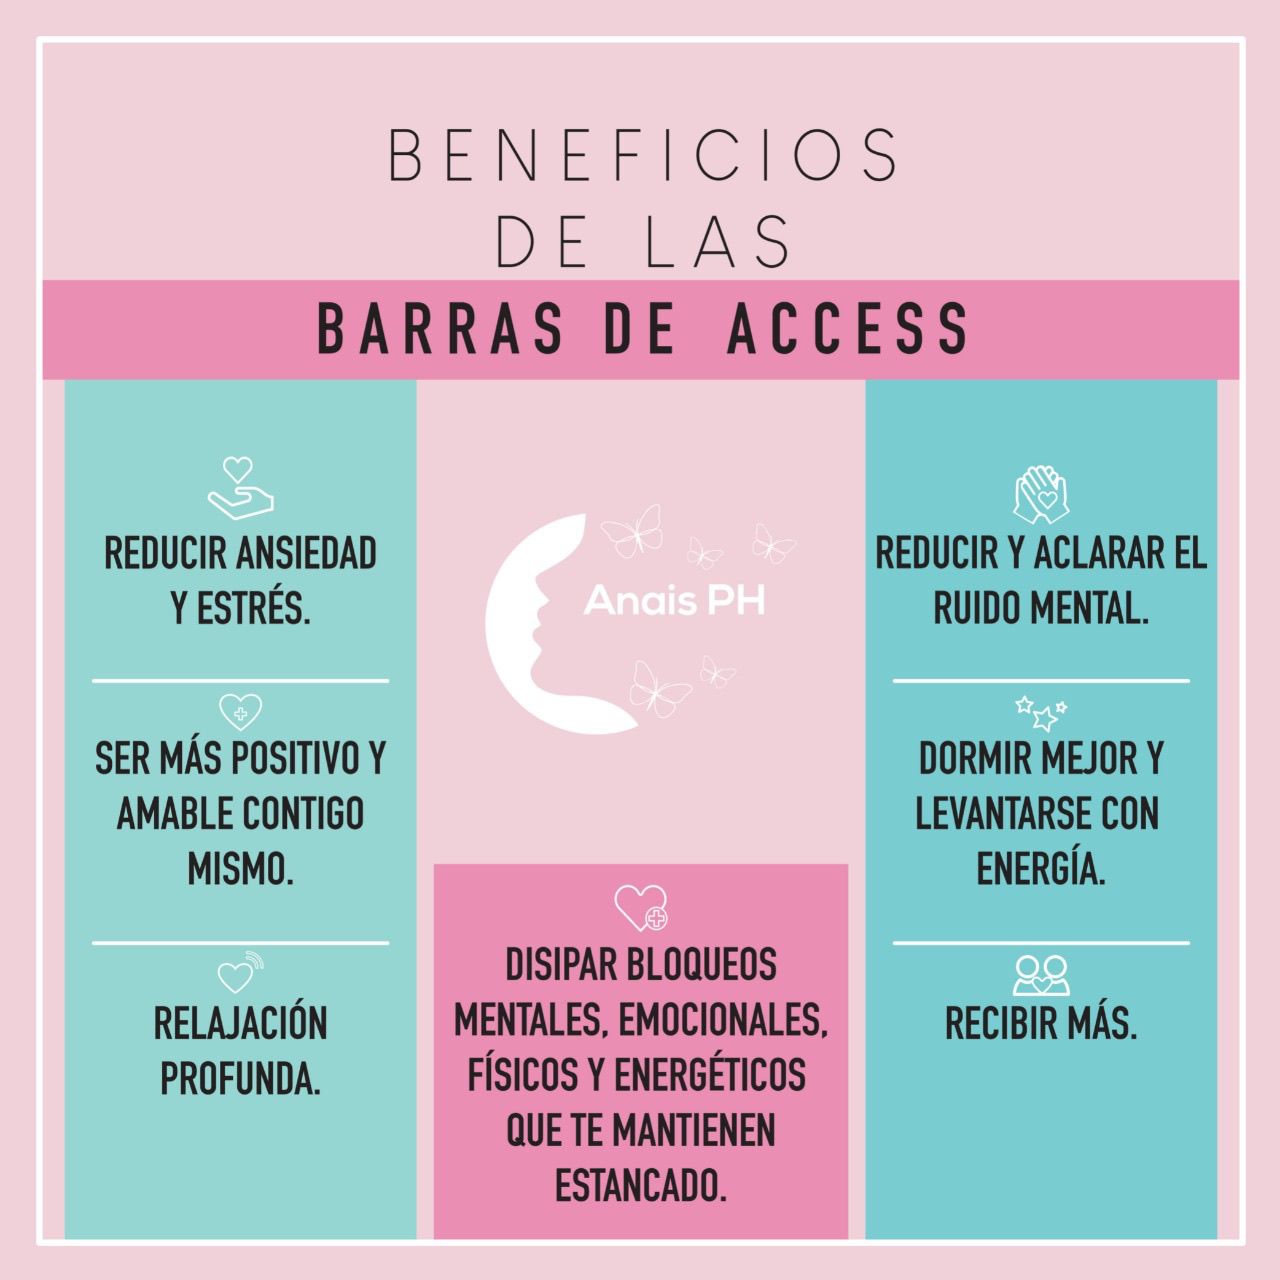 BENEFICIOS
DE LAS
BARRAS DE ACCESS
REDUCIR ANSIEDAD
Y ESTRÉS.
SER MÁS POSITIVO Y
AMABLE CONTIGO
MISMO.
RELAJACIÓN
PROFUNDA.
Anais PH
DISIPAR BLOQUEOS
MENTALES, EMOCIONALES,
FÍSICOS Y ENERGÉTICOS
QUE TE MANTIENEN
ESTANCADO.
REDUCIR Y ACLARAR EL
RUIDO MENTAL.
DORMIR MEJOR Y
LEVANTARSE CON
ENERGÍA.
RECIBIR MÁS.